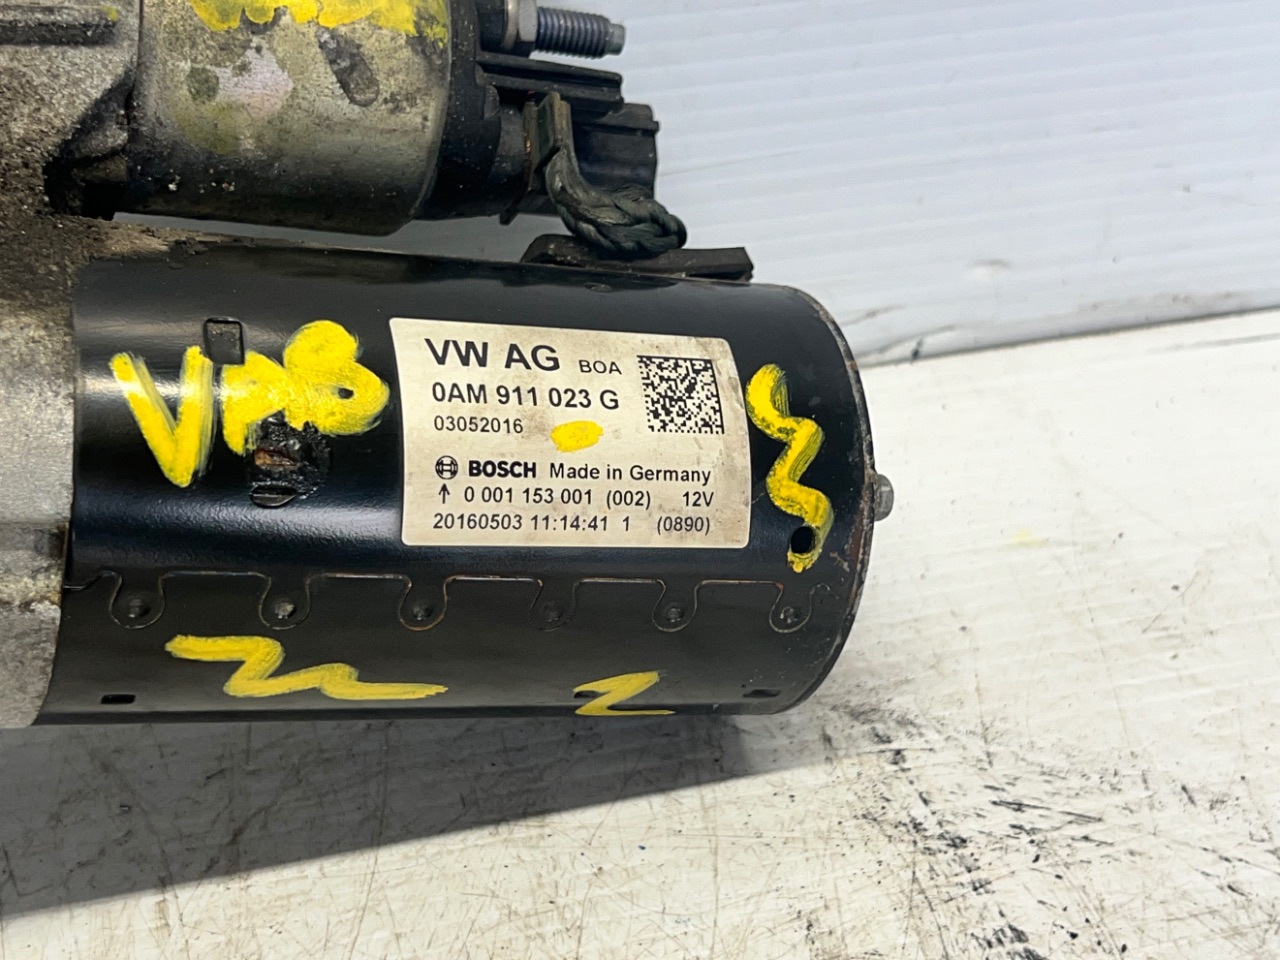 VW AG BOA
0AM 911 023 G
03052016
BOSCH Made in Germany
↑ 0 001 153 001 (002) 12V
20160503 11:14:41 1 (0890)